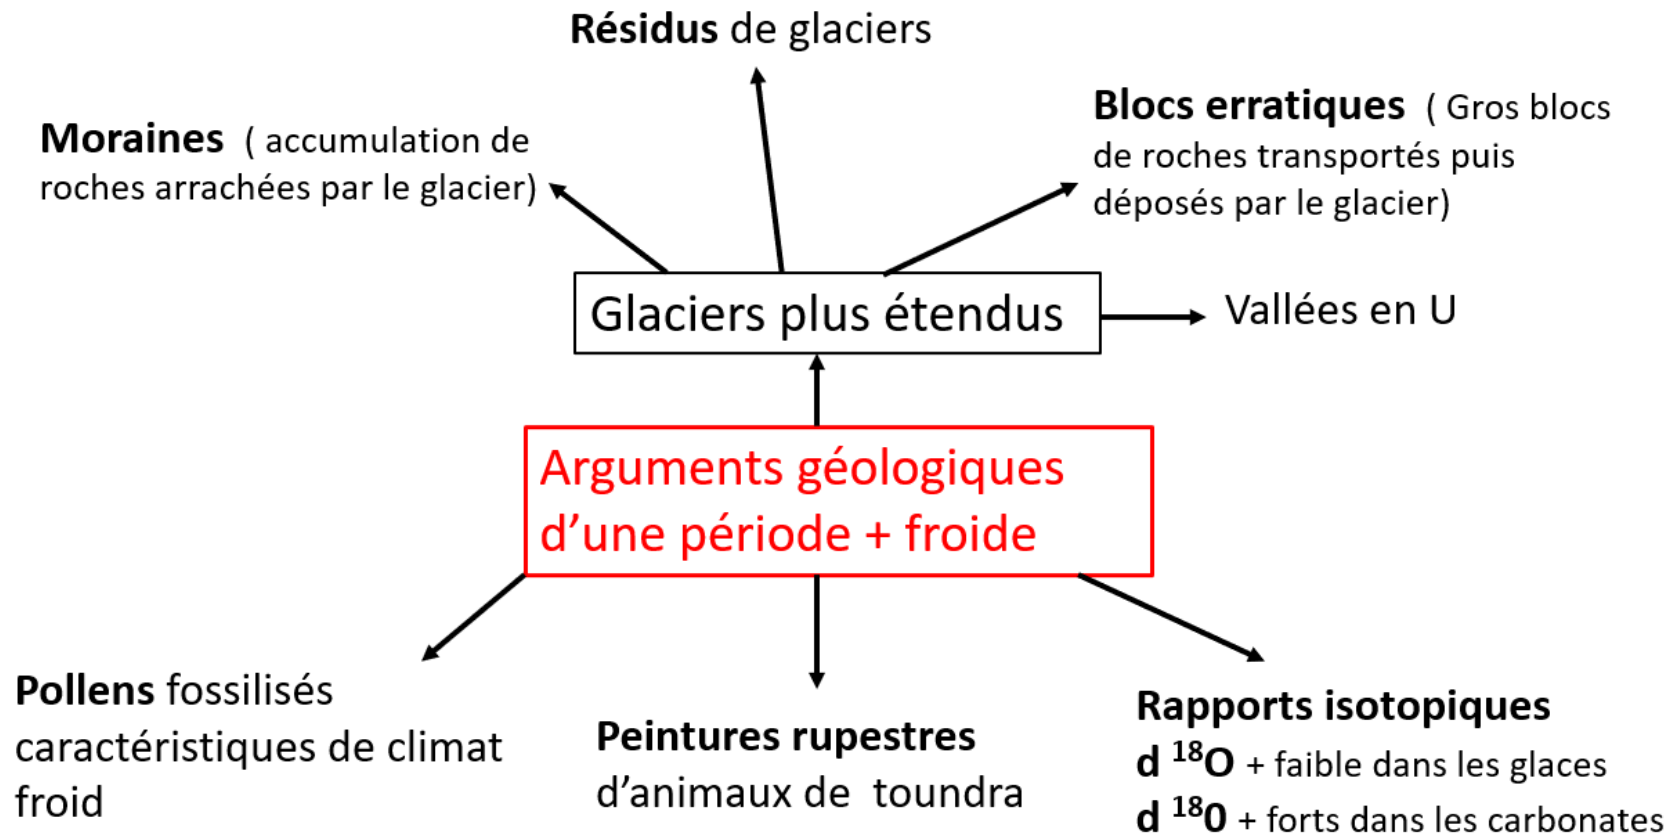 Résidus de glaciers
Moraines ( accumulation de
roches arrachées par le glacier)
Blocs erratiques ( Gros blocs
de roches transportés puis
déposés par le glacier)
Glaciers plus étendus
Vallées en U
Arguments géologiques
d’une période + froide
Pollens fossilisés
caractéristiques de climat
froid
Peintures rupestres
d’animaux de toundra
Rapports isotopiques
d ¹⁸O + faible dans les glaces
d ¹⁸0 + forts dans les carbonates